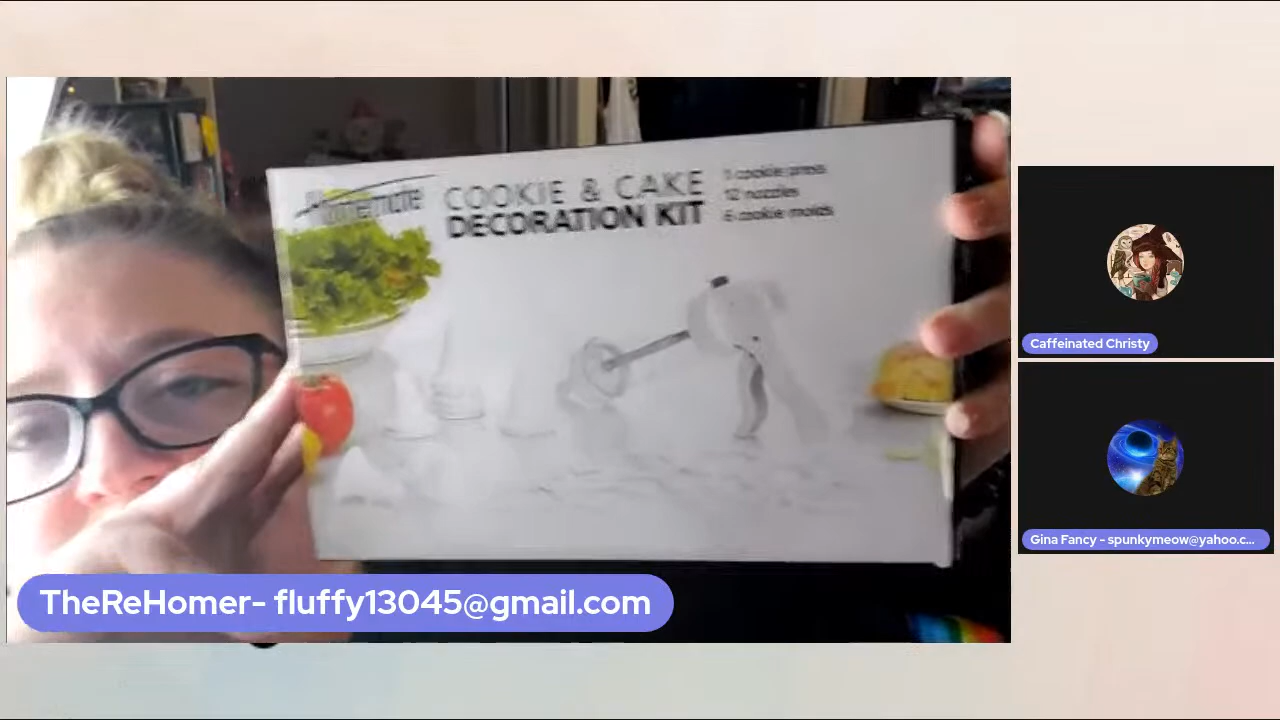 Homemate
COOKIE & CAKE
DECORATION KIT
1 cookie press
12 nozzles
6 cookie molds
TheReHomer- fluffy13045@gmail.com
Caffeinated Christy
Gina Fancy - spunkymeow@yahoo.c...